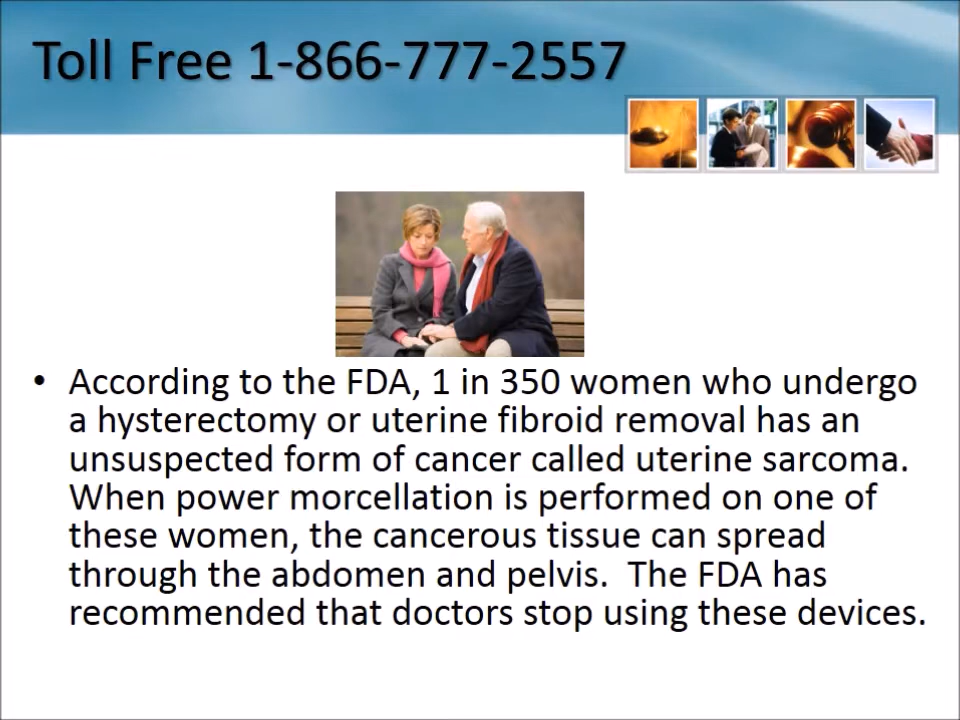 Toll Free 1-866-777-2557
• According to the FDA, 1 in 350 women who undergo
a hysterectomy or uterine fibroid removal has an
unsuspected form of cancer called uterine sarcoma.
When power morcellation is performed on one of
these women, the cancerous tissue can spread
through the abdomen and pelvis.  The FDA has
recommended that doctors stop using these devices.